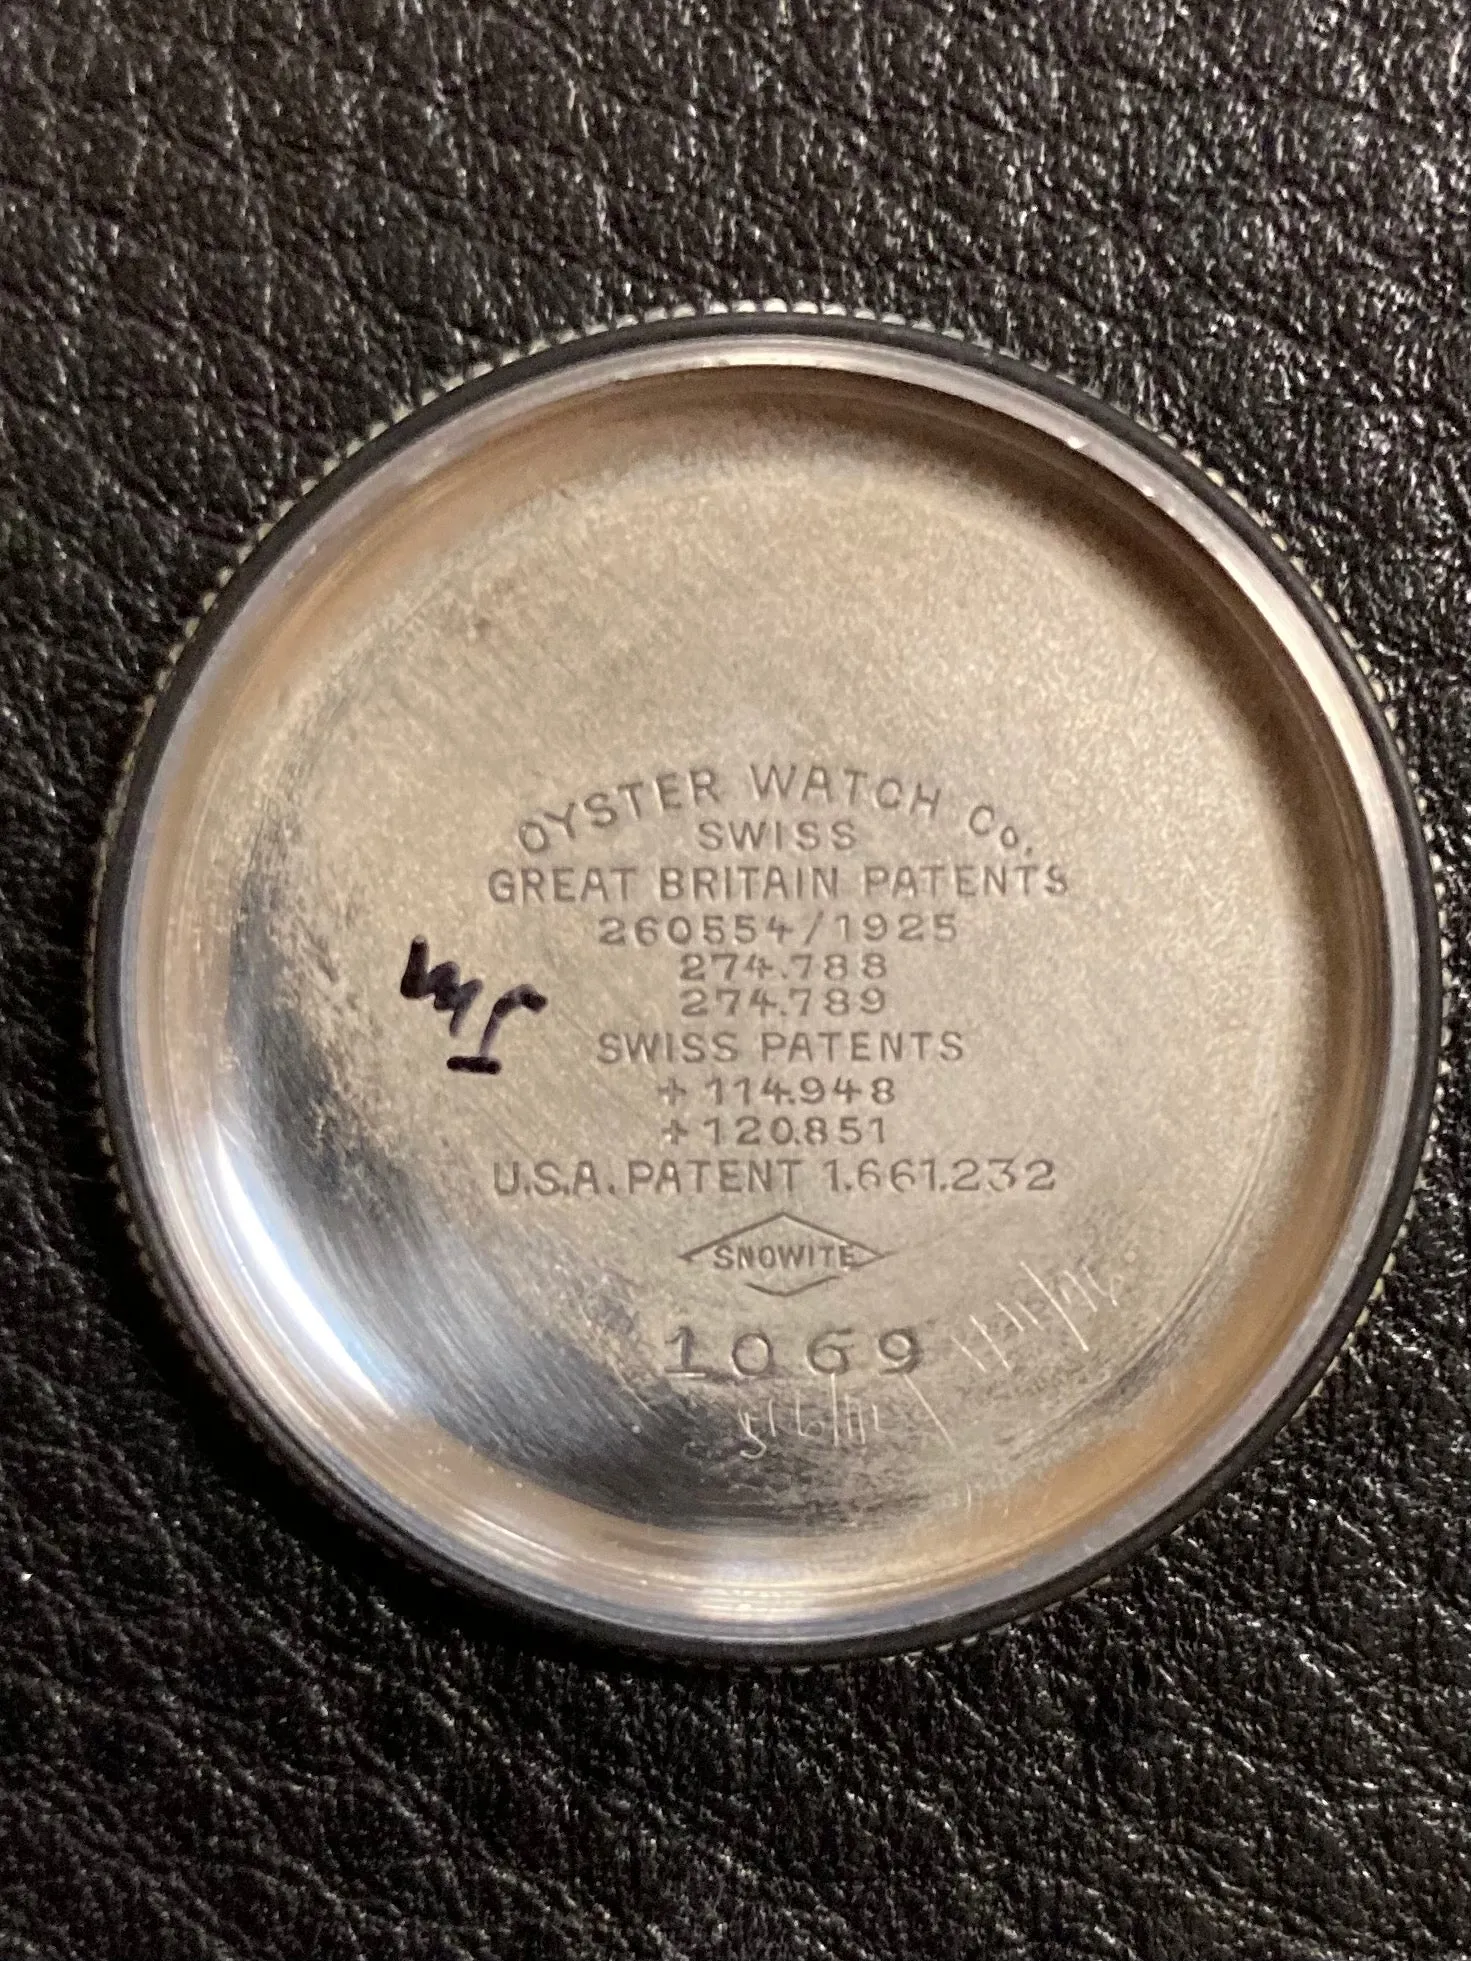 OYSTER WATCH Co.
SWISS
GREAT BRITAIN PATENTS
260554/1925
274.788
274.789
SWISS PATENTS
+114.948
+120.851
U.S.A. PATENT 1.661.232
SNOWITE
1069